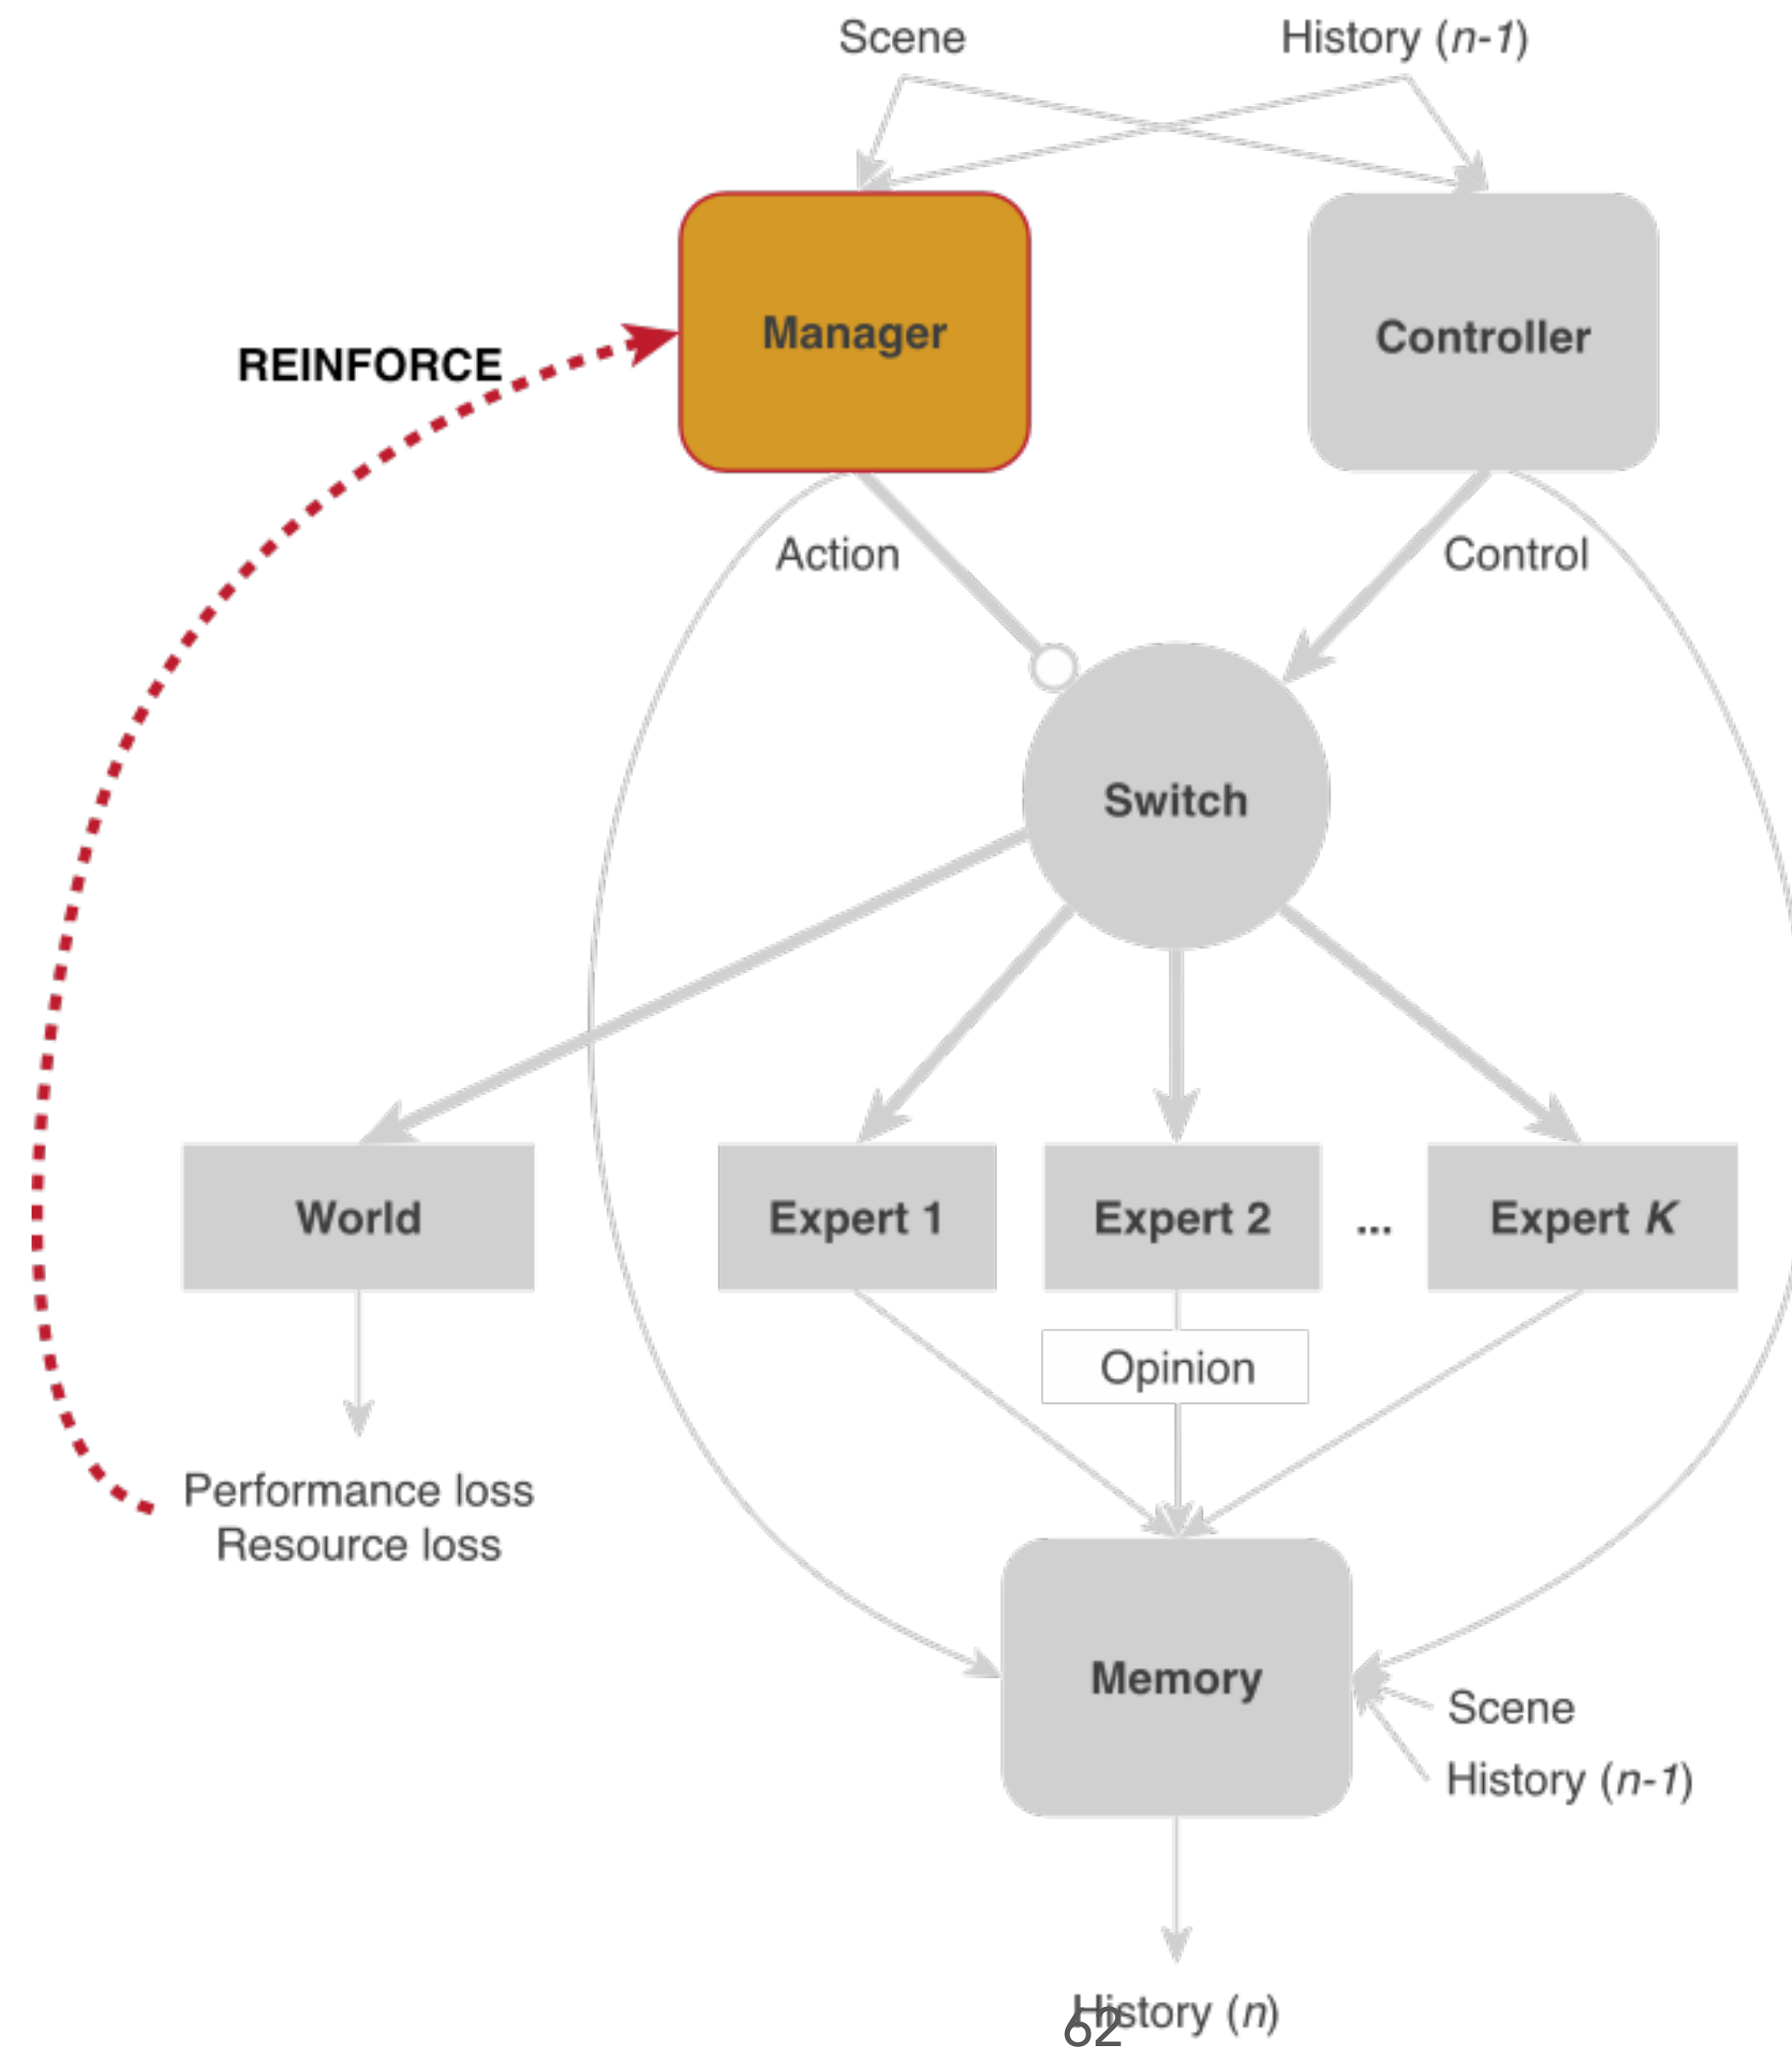 Scene
History (n-1)
Manager
Controller
REINFORCE
Action
Control
Switch
World
Expert 1
Expert 2
...
Expert K
Opinion
Performance loss
Resource loss
Memory
Scene
History (n-1)
History (n)
62